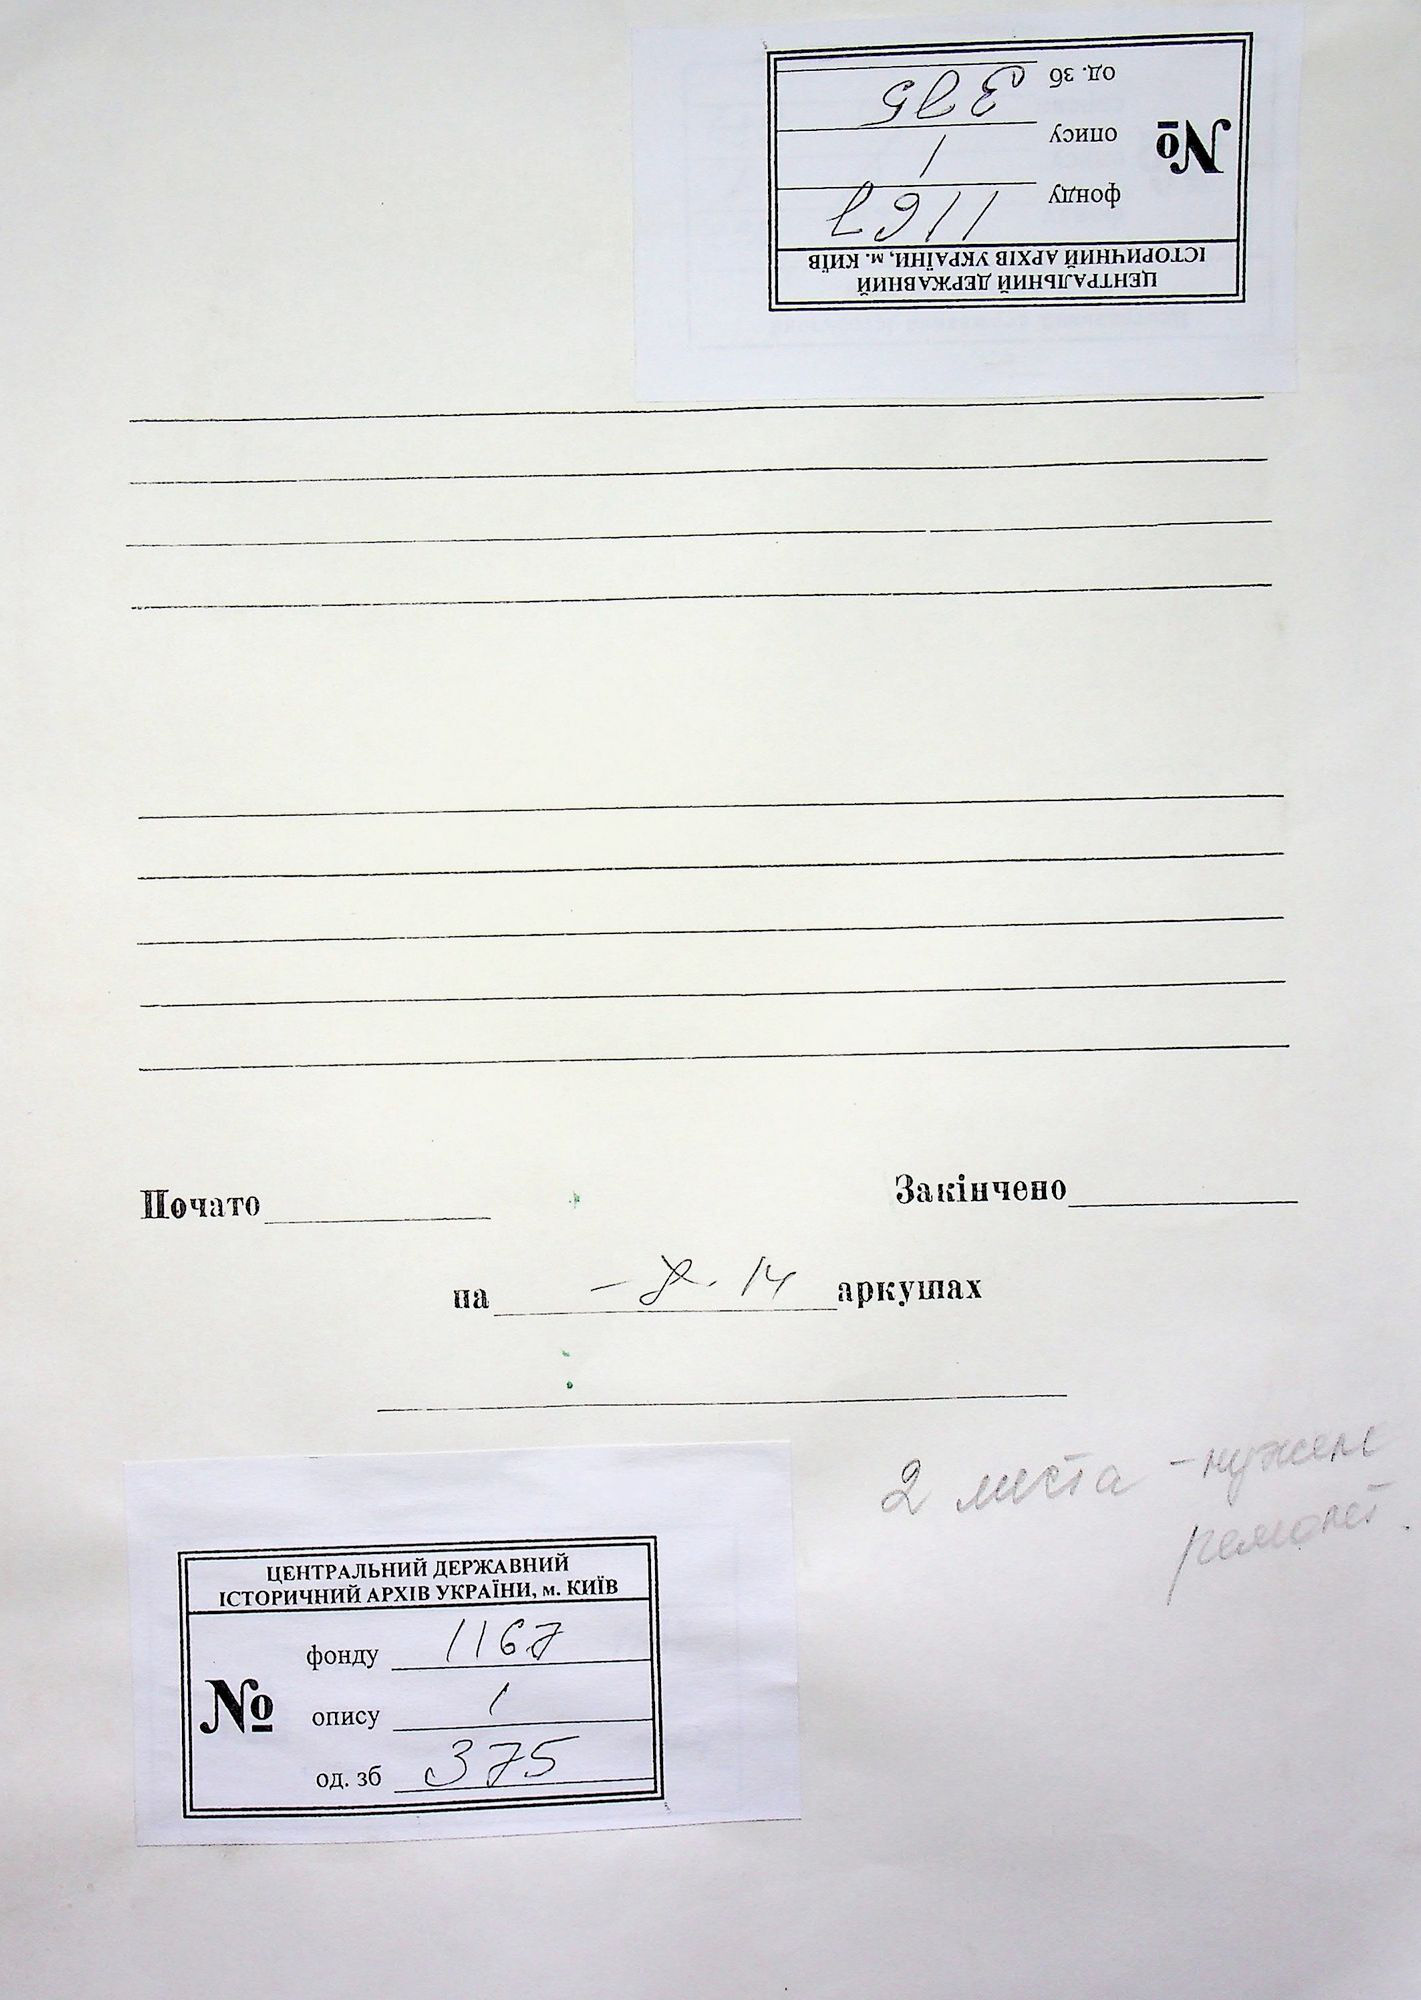 ЦЕНТРАЛЬНИЙ ДЕРЖАВНИЙ
ІСТОРИЧНИЙ АРХІВ УКРАЇНИ, м. КИЇВ
№
фонду 1167
опису 1
од. зб 375
Почато
Закінчено
на 14 аркушах
2 места - нужен
ремонт.
ЦЕНТРАЛЬНИЙ ДЕРЖАВНИЙ
ІСТОРИЧНИЙ АРХІВ УКРАЇНИ, м. КИЇВ
№
фонду 1167
опису 1
од. зб 375